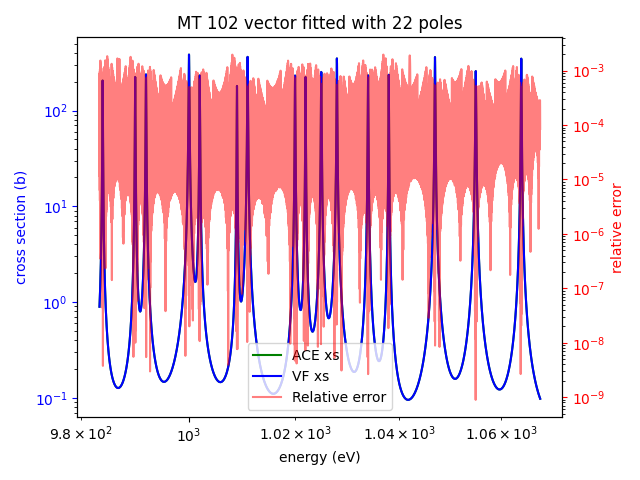 MT 102 vector fitted with 22 poles
cross section (b)
10²
10¹
10⁰
10⁻¹
10⁻³
10⁻⁴
10⁻⁵
10⁻⁶
10⁻⁷
10⁻⁸
10⁻⁹
relative error
ACE xs
VF xs
Relative error
9.8 × 10² 10³ 1.02 × 10³ 1.04 × 10³ 1.06 × 10³
energy (eV)